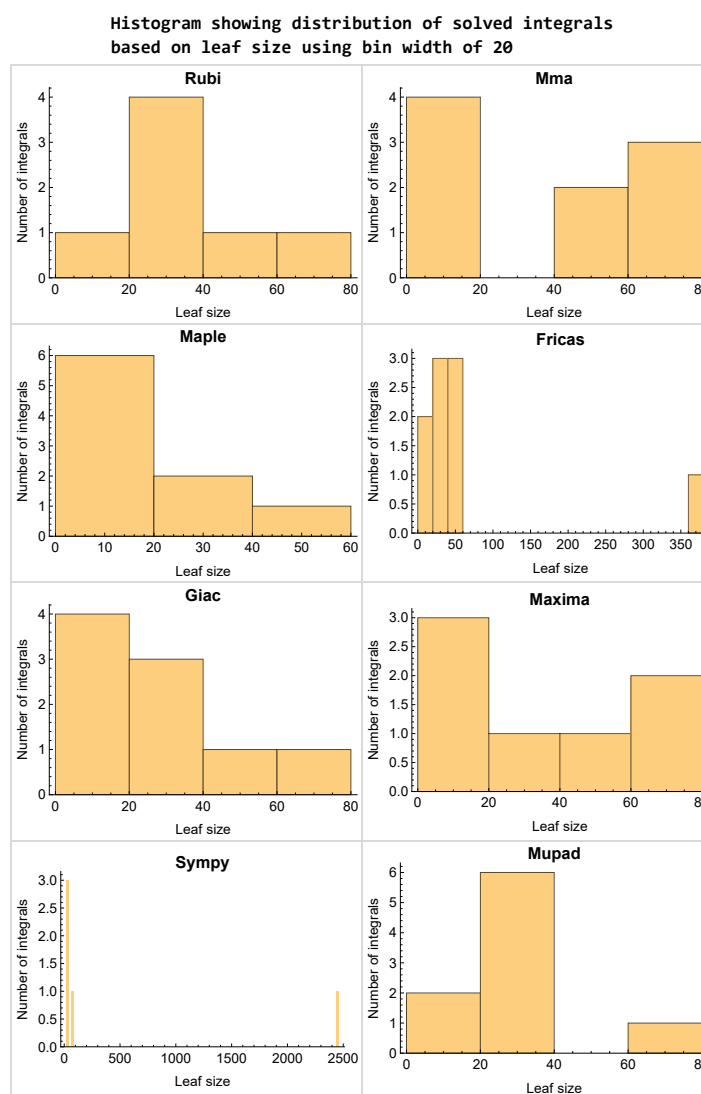 Histogram showing distribution of solved integrals
based on leaf size using bin width of 20
Rubi
Number of integrals
4
3
2
1
0
0 20 40 60 80
Leaf size
Mma
Number of integrals
4
3
2
1
0
0 20 40 60 80
Leaf size
Maple
Number of integrals
6
5
4
3
2
1
0
0 10 20 30 40 50 60
Leaf size
Fricas
Number of integrals
3.0
2.5
2.0
1.5
1.0
0.5
0.0
0 50 100 150 200 250 300 350
Leaf size
Giac
Number of integrals
4
3
2
1
0
0 20 40 60 80
Leaf size
Maxima
Number of integrals
3.0
2.5
2.0
1.5
1.0
0.5
0.0
0 20 40 60 80
Leaf size
Sympy
Number of integrals
3.0
2.5
2.0
1.5
1.0
0.5
0.0
0 500 1000 1500 2000 2500
Leaf size
Mupad
Number of integrals
6
5
4
3
2
1
0
0 20 40 60 80
Leaf size